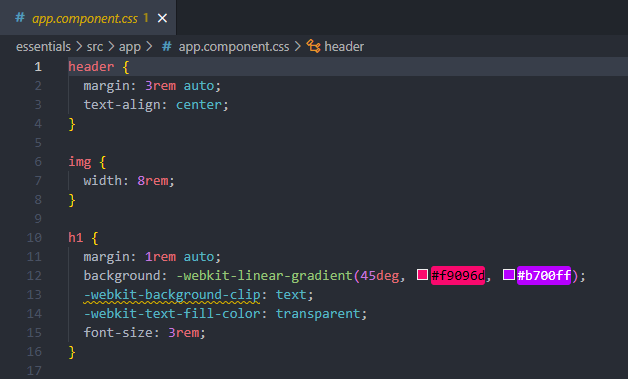 # app.component.css 1 ×
essentials > src > app > # app.component.css > header
1 header {
2   margin: 3rem auto;
3   text-align: center;
4 }
5
6 img {
7   width: 8rem;
8 }
9
10 h1 {
11   margin: 1rem auto;
12   background: -webkit-linear-gradient(45deg, #f9096d, #b700ff);
13   -webkit-background-clip: text;
14   -webkit-text-fill-color: transparent;
15   font-size: 3rem;
16 }
17